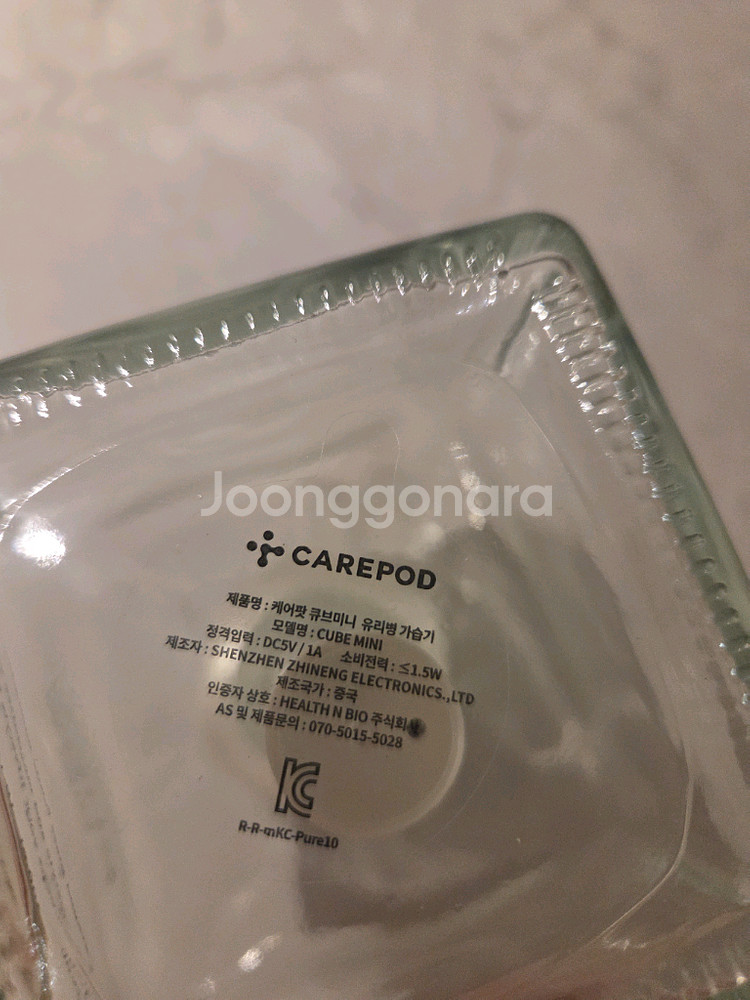 Joonggonara
CAREPOD
제품명 : 케어팟 큐브미니 유리병 가습기
모델명 : CUBE MINI
정격입력 : DC5V / 1A 소비전력 : ≤1.5W
제조자 : SHENZHEN ZHINENG ELECTRONICS.,LTD
제조국가 : 중국
인증자 상호 : HEALTH N BIO 주식회사
AS 및 제품문의 : 070-5015-5028
R-R-mKC-Pure10